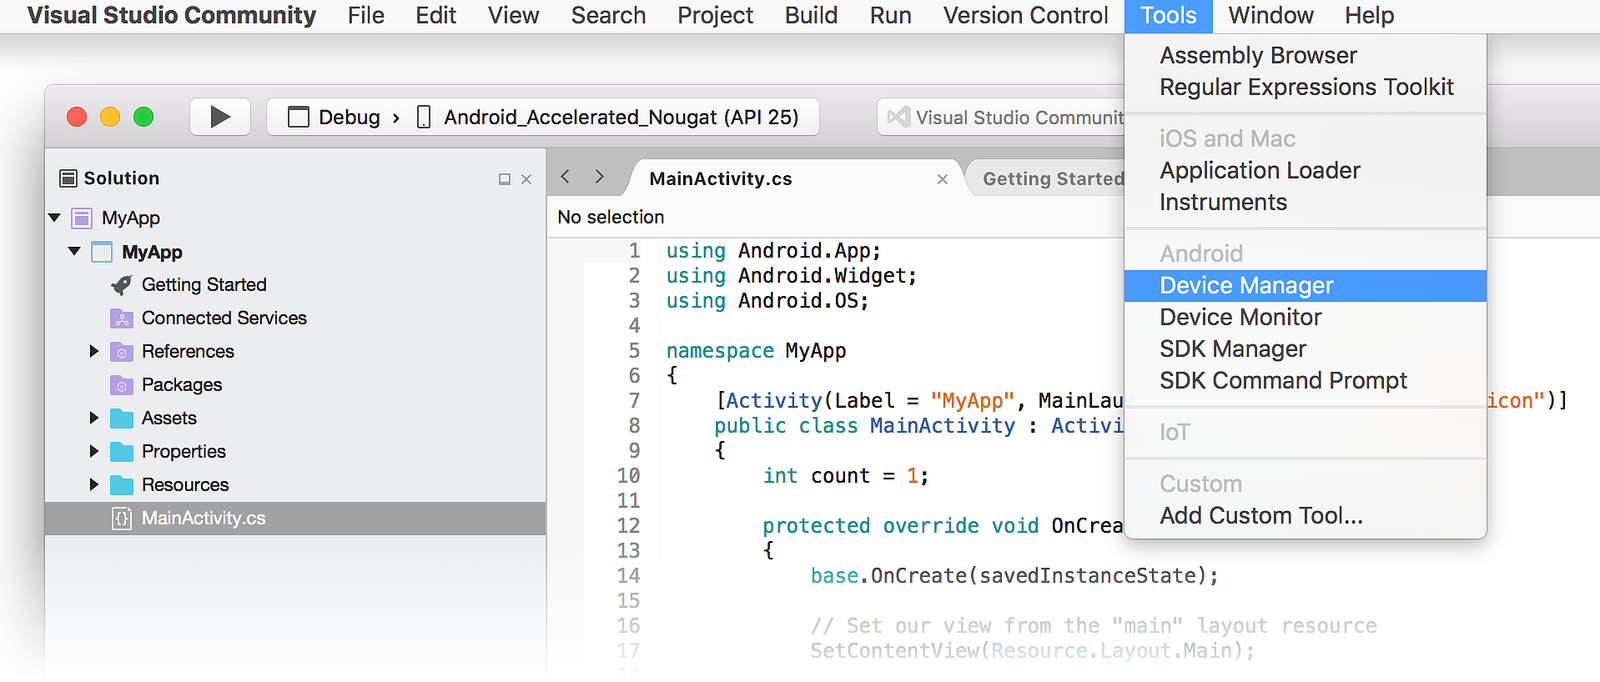 Visual Studio Community File Edit View Search Project Build Run Version Control Tools Window Help
Assembly Browser
Regular Expressions Toolkit
iOS and Mac
Application Loader
Instruments
Android
Device Manager
Device Monitor
SDK Manager
SDK Command Prompt
IoT
Custom
Add Custom Tool...
Debug › Android_Accelerated_Nougat (API 25)
Visual Studio Communit
Solution
MyApp
MyApp
Getting Started
Connected Services
References
Packages
Assets
Properties
Resources
{} MainActivity.cs
MainActivity.cs
Getting Started
No selection
1 using Android.App;
2 using Android.Widget;
3 using Android.OS;
4
5 namespace MyApp
6 {
7 [Activity(Label = "MyApp", MainLau icon")]
8 public class MainActivity : Activi
9 {
10 int count = 1;
11
12 protected override void OnCrea
13 {
14 base.OnCreate(savedInstanceState);
15
16 // Set our view from the "main" layout resource
17 SetContentView(Resource.Layout.Main);
18